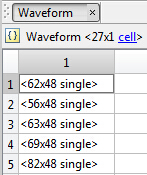 Waveform ×
{} Waveform <27x1 cell>
1
1 <62x48 single>
2 <56x48 single>
3 <63x48 single>
4 <69x48 single>
5 <82x48 single>